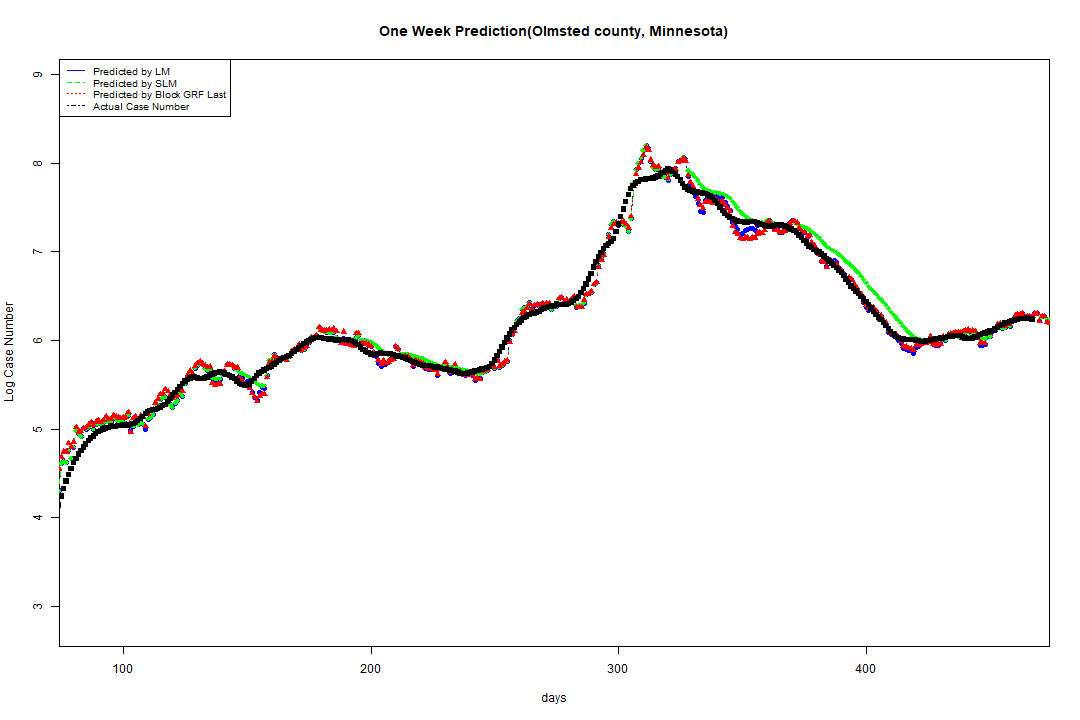 One Week Prediction(Olmsted county, Minnesota)
Predicted by LM
Predicted by SLM
Predicted by Block GRF Last
Actual Case Number
9
8
7
6
5
4
3
Log Case Number
100 200 300 400
days